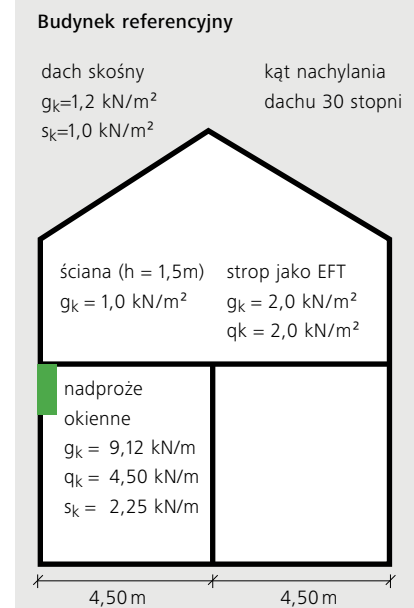 Budynek referencyjny
dach skośny
gk=1,2 kN/m²
sk=1,0 kN/m²
kąt nachylania
dachu 30 stopni
ściana (h = 1,5m)
gk = 1,0 kN/m²
strop jako EFT
gk = 2,0 kN/m²
qk = 2,0 kN/m²
nadproże
okienne
gk = 9,12 kN/m
qk = 4,50 kN/m
sk = 2,25 kN/m
4,50 m
4,50 m